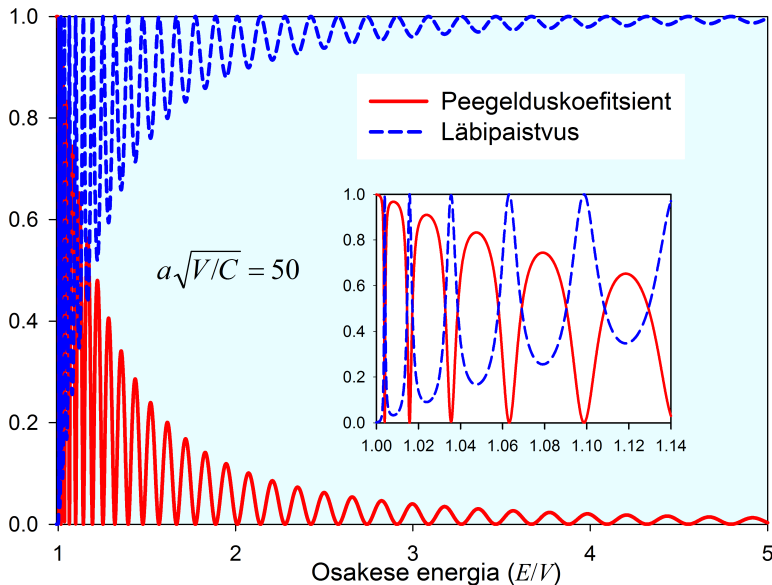 1.0
0.8
0.6
0.4
0.2
0.0
Peegelduskoefitsient
Läbipaistvus
a√V/C = 50
1.0
0.8
0.6
0.4
0.2
0.0
1.00 1.02 1.04 1.06 1.08 1.10 1.12 1.14
1 2 3 4 5
Osakese energia (E/V)